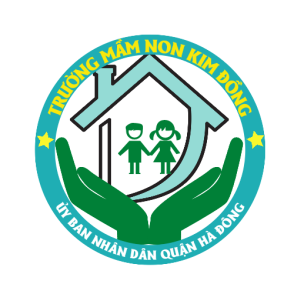 TRƯỜNG MẦM NON KIM ĐỒNG
ỦY BAN NHÂN DÂN QUẬN HÀ ĐÔNG